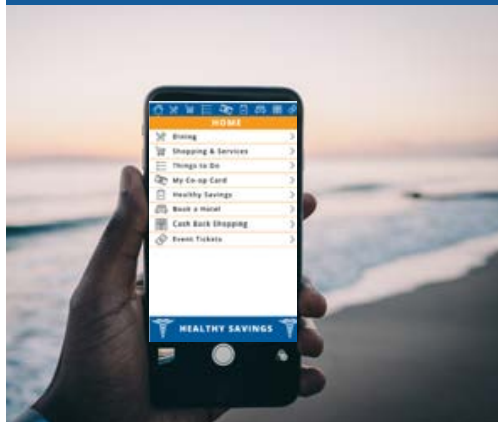 HOME
Dining
Shopping & Services
Things to Do
My Co-op Card
Healthy Savings
Book a Hotel
Cash Back Shopping
Event Tickets
HEALTHY SAVINGS